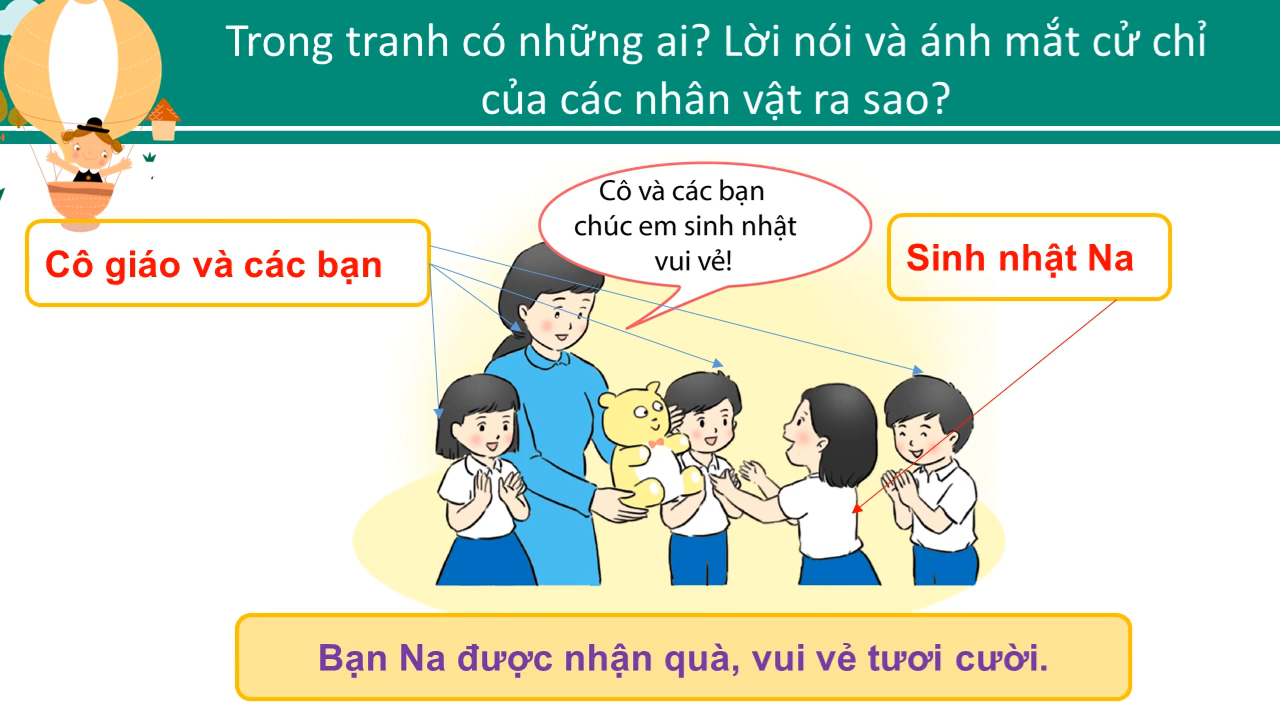 Trong tranh có những ai? Lời nói và ánh mắt cử chỉ
của các nhân vật ra sao?
Cô và các bạn
chúc em sinh nhật
vui vẻ!
Cô giáo và các bạn
Sinh nhật Na
Bạn Na được nhận quà, vui vẻ tươi cười.